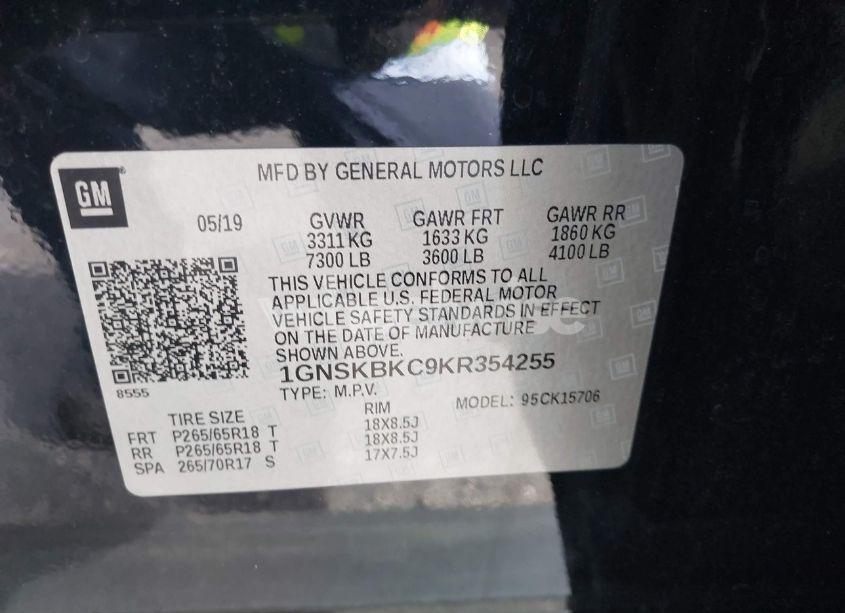 GM
MFD BY GENERAL MOTORS LLC
05/19 GVWR GAWR FRT GAWR RR
3311 KG 1633 KG 1860 KG
7300 LB 3600 LB 4100 LB
THIS VEHICLE CONFORMS TO ALL
APPLICABLE U.S. FEDERAL MOTOR
VEHICLE SAFETY STANDARDS IN EFFECT
ON THE DATE OF MANUFACTURE
SHOWN ABOVE.
1GNSKBKC9KR354255
8555 TYPE: M.P.V. MODEL: 95CK15706
TIRE SIZE RIM
FRT P265/65R18 T 18X8.5J
RR P265/65R18 T 18X8.5J
SPA 265/70R17 S 17X7.5J